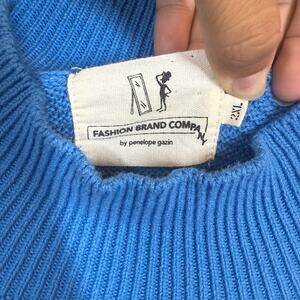 FASHION BRAND COMPANY
by penelope gazin
2XL